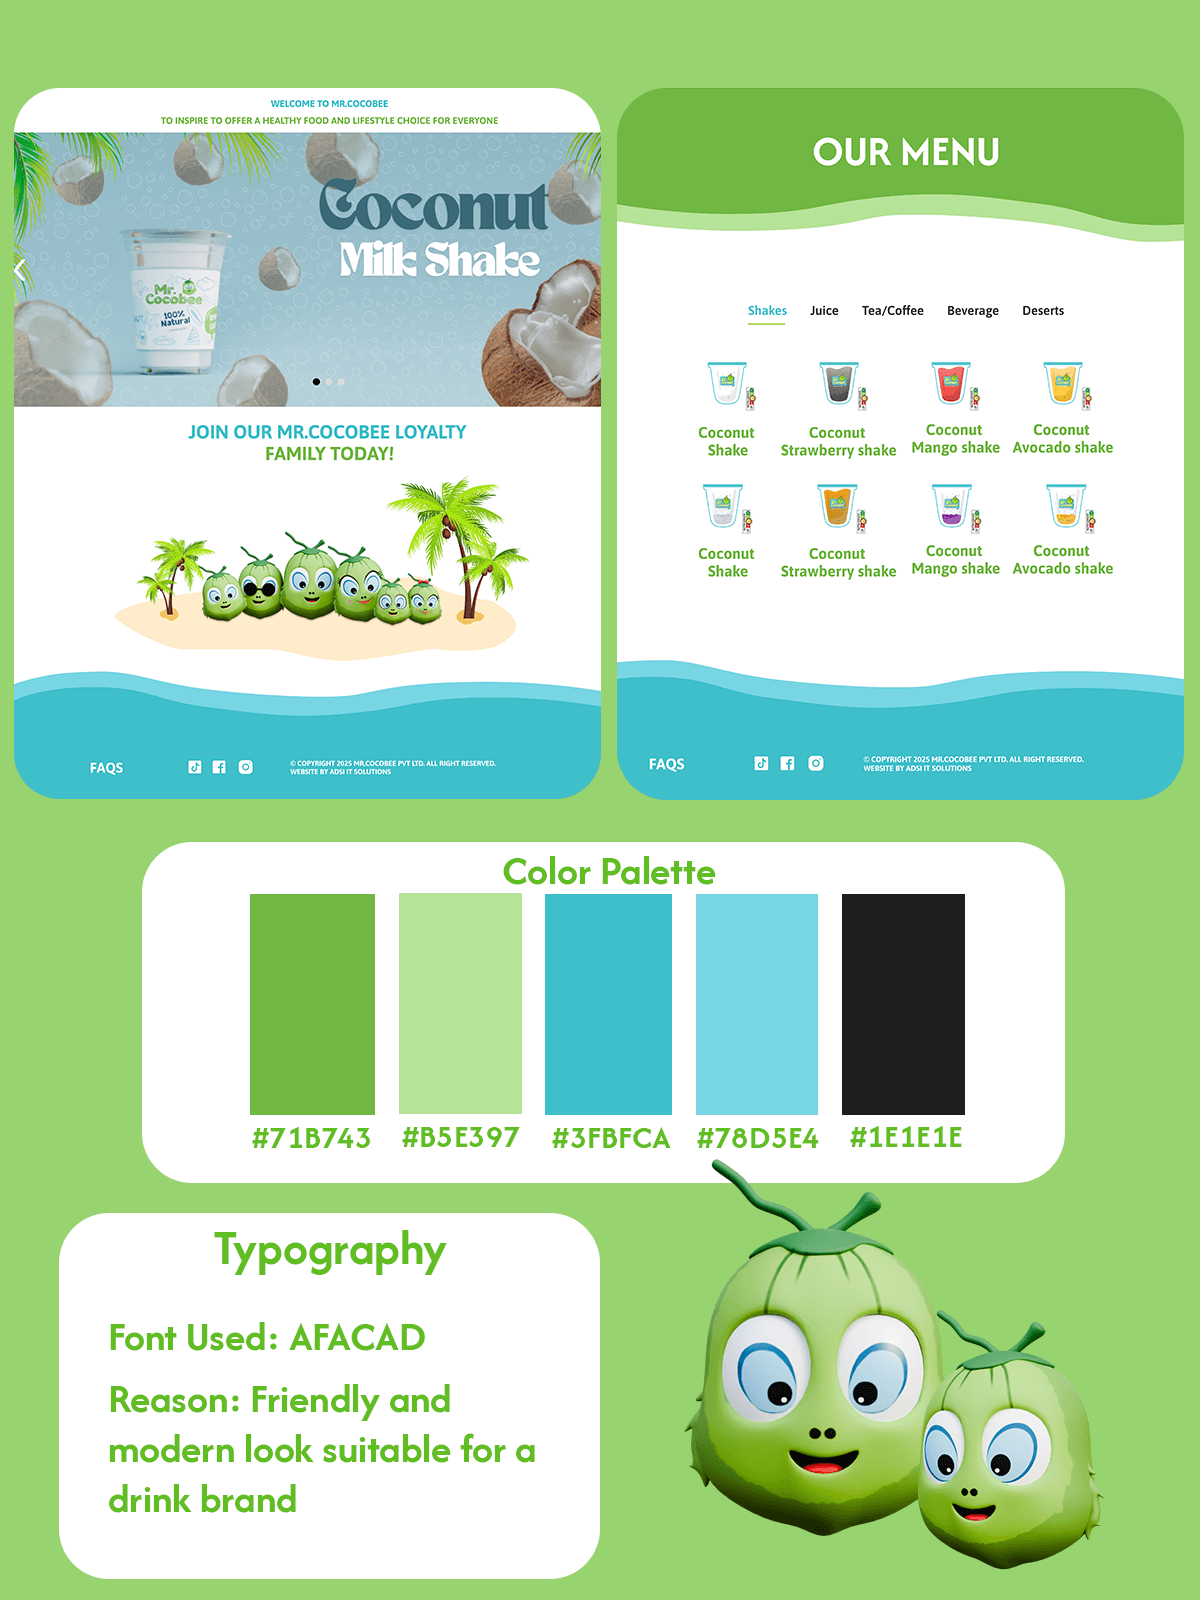 WELCOME TO MR.COCOBEE
TO INSPIRE TO OFFER A HEALTHY FOOD AND LIFESTYLE CHOICE FOR EVERYONE
Coconut
Milk Shake
Mr.
Cocobee
100%
Natural
JOIN OUR MR.COCOBEE LOYALTY
FAMILY TODAY!
FAQS
© COPYRIGHT 2025 MR.COCOBEE PVT LTD. ALL RIGHT RESERVED.
WEBSITE BY ADSI IT SOLUTIONS
OUR MENU
Shakes Juice Tea/Coffee Beverage Deserts
Coconut
Shake
Coconut
Strawberry shake
Coconut
Mango shake
Coconut
Avocado shake
Coconut
Shake
Coconut
Strawberry shake
Coconut
Mango shake
Coconut
Avocado shake
FAQS
© COPYRIGHT 2025 MR.COCOBEE PVT LTD. ALL RIGHT RESERVED.
WEBSITE BY ADSI IT SOLUTIONS
Color Palette
#71B743 #B5E397 #3FBFCA #78D5E4 #1E1E1E
Typography
Font Used: AFACAD
Reason: Friendly and
modern look suitable for a
drink brand